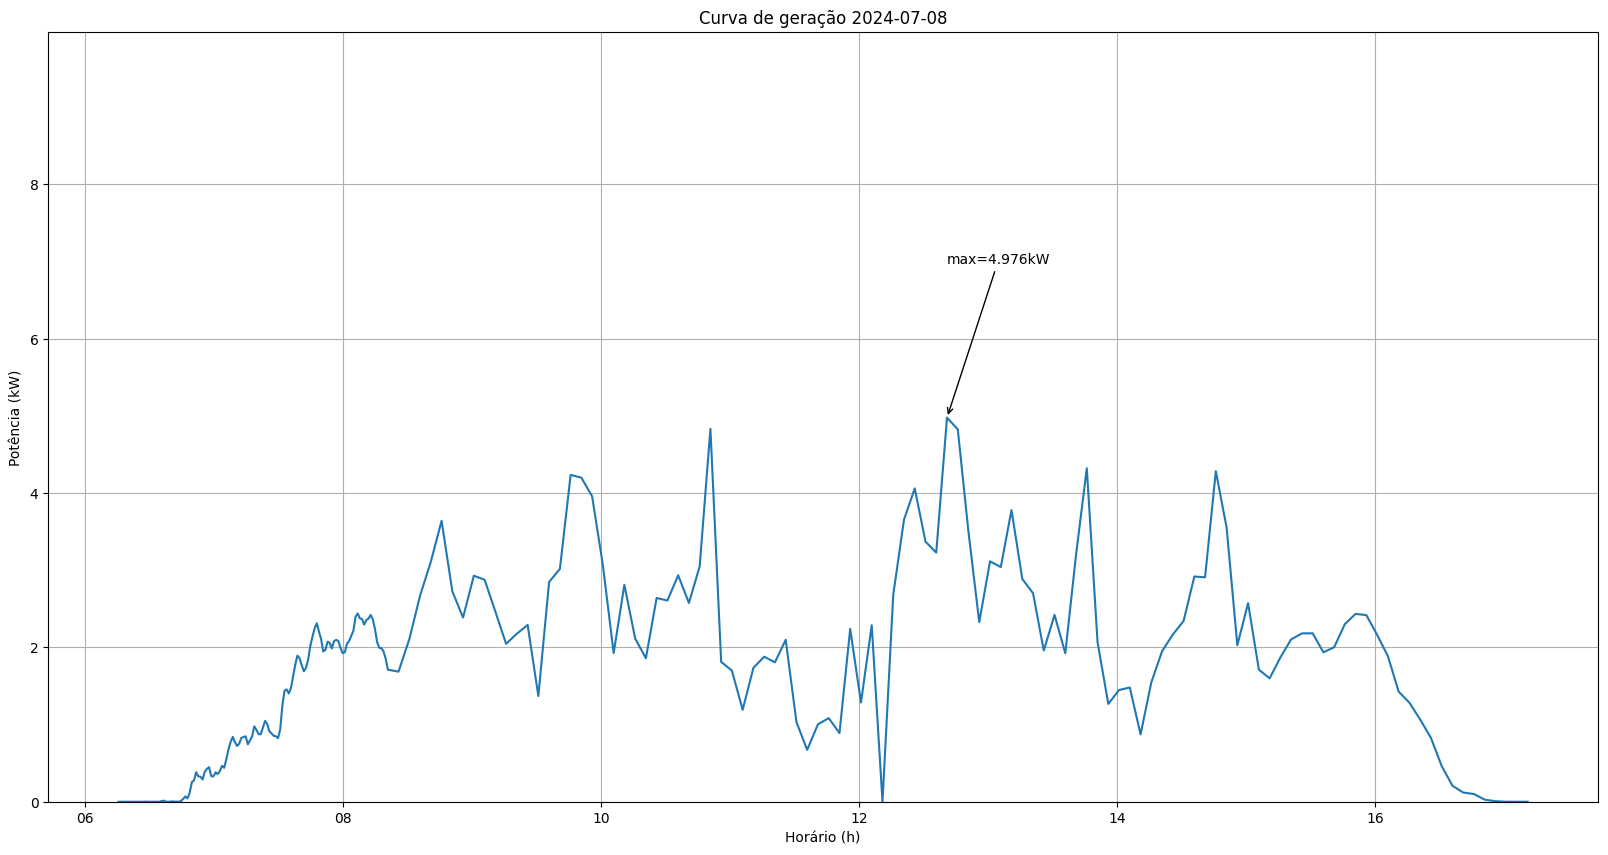 Curva de geração 2024-07-08
8
max=4.976kW
6
Potência (kW)
4
2
0
06 08 10 12 14 16
Horário (h)